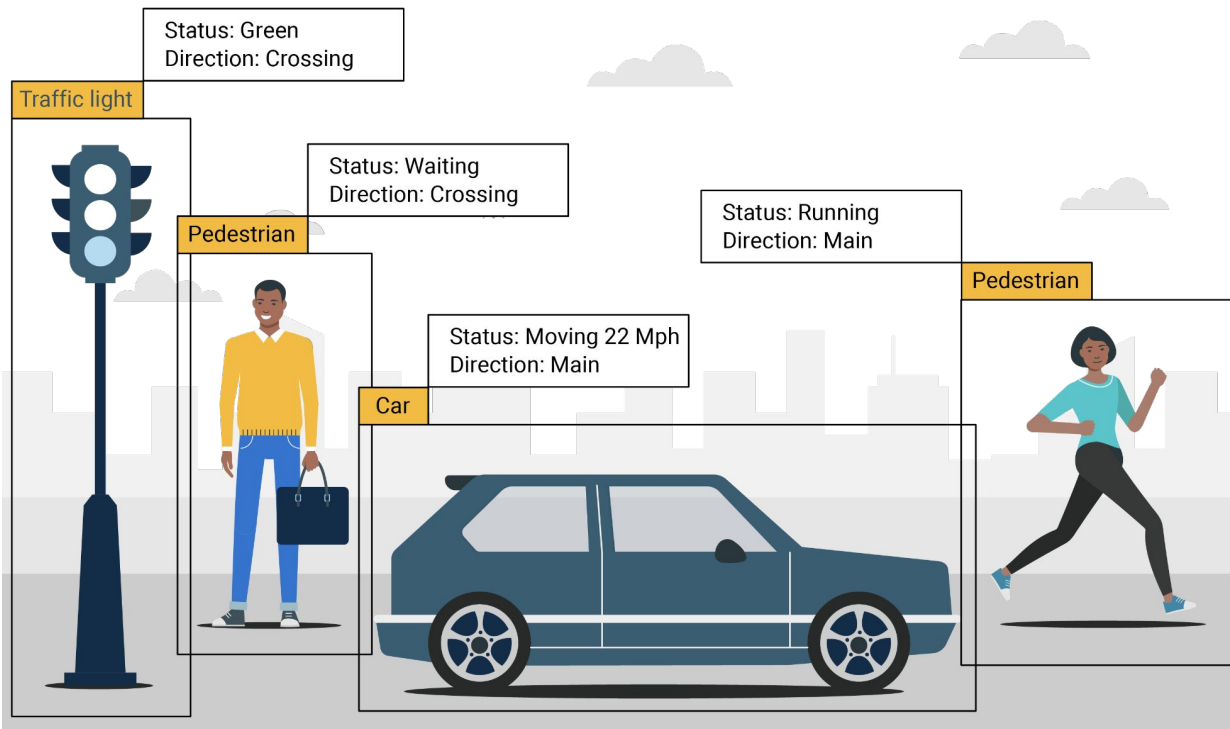 Status: Green
Direction: Crossing
Traffic light
Status: Waiting
Direction: Crossing
Pedestrian
Status: Running
Direction: Main
Pedestrian
Status: Moving 22 Mph
Direction: Main
Car